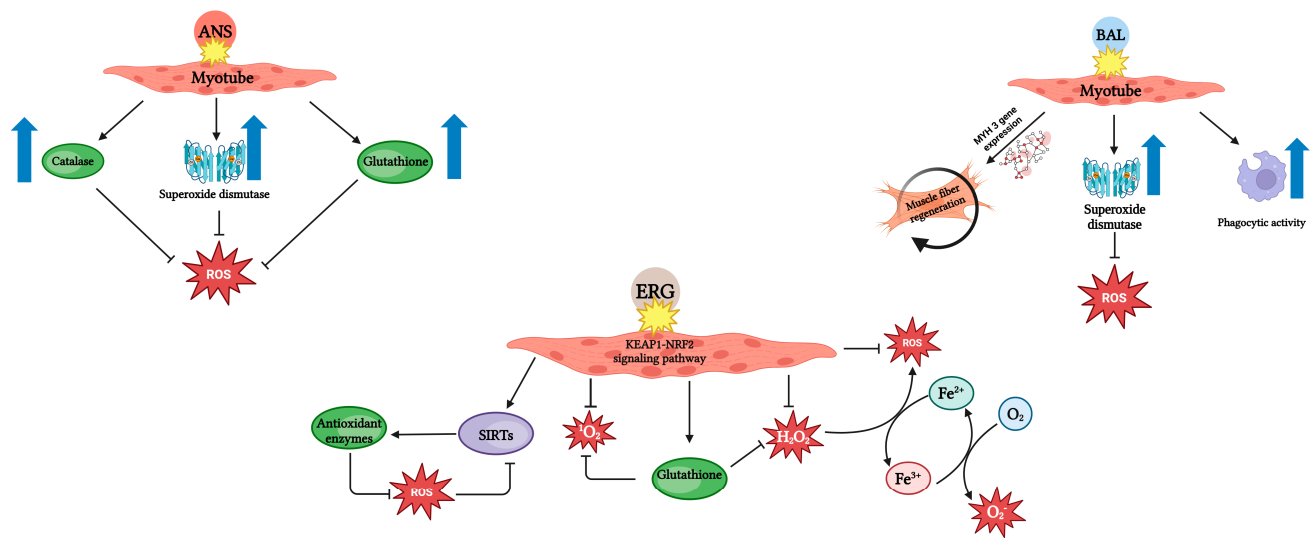 ANS
Myotube
Catalase
Superoxide dismutase
Glutathione
ROS
BAL
Myotube
MYH 3 gene
expression
Muscle fiber
regeneration
Superoxide
dismutase
Phagocytic activity
ROS
ERG
KEAP1-NRF2
signaling pathway
ROS
Antioxidant
enzymes
SIRTs
ROS
¹O₂
Glutathione
H₂O₂
Fe²⁺
O₂
Fe³⁺
O₂⁻